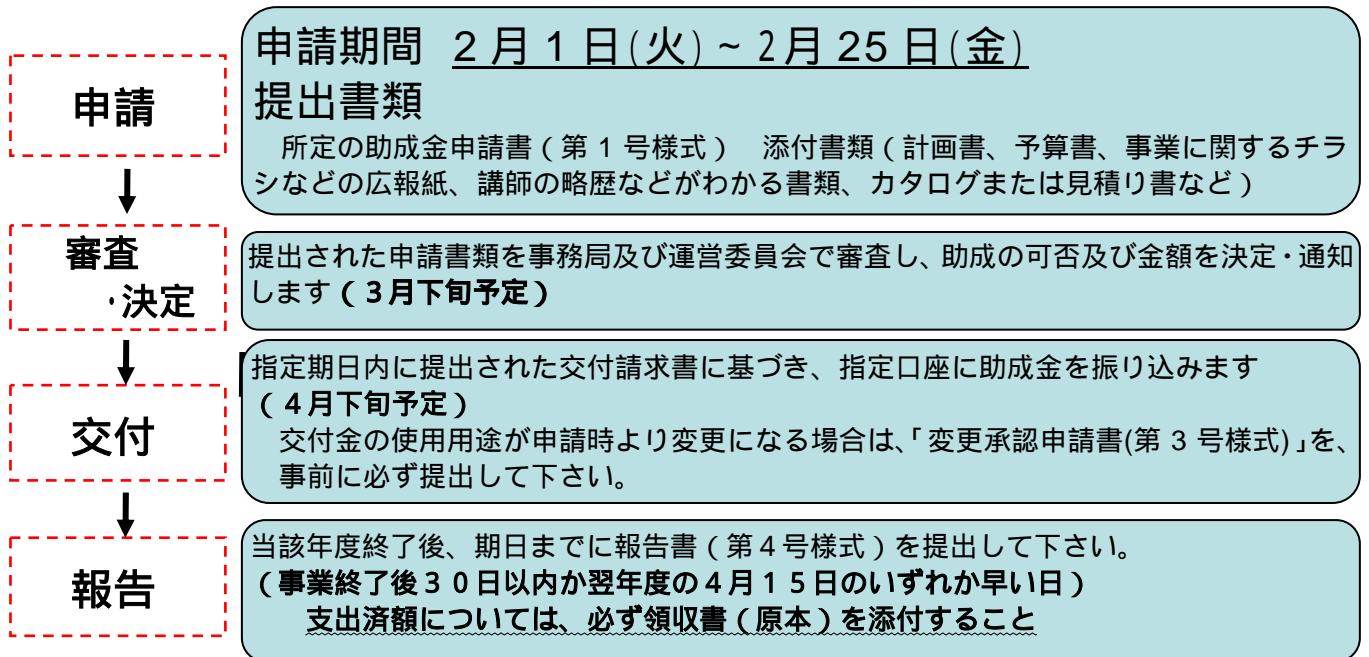 申請
申請期間 2月1日(火)~2月25日(金)
提出書類
所定の助成金申請書(第1号様式) 添付書類(計画書、予算書、事業に関するチラ
シなどの広報紙、講師の略歴などがわかる書類、カタログまたは見積り書など)
審査
・決定
提出された申請書類を事務局及び運営委員会で審査し、助成の可否及び金額を決定・通知
します(3月下旬予定)
交付
指定期日内に提出された交付請求書に基づき、指定口座に助成金を振り込みます
(4月下旬予定)
交付金の使用用途が申請時より変更になる場合は、「変更承認申請書(第3号様式)」を、
事前に必ず提出して下さい。
報告
当該年度終了後、期日までに報告書(第4号様式)を提出して下さい。
(事業終了後30日以内か翌年度の4月15日のいずれか早い日)
支出済額については、必ず領収書(原本)を添付すること